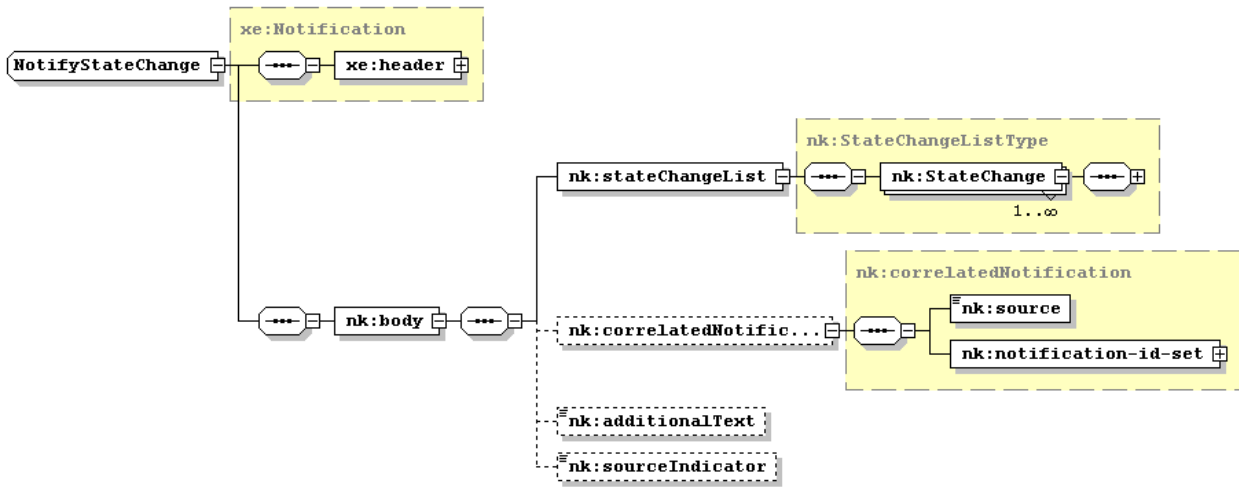 xe:Notification
NotifyStateChange
xe:header
nk:StateChangeListType
nk:stateChangeList
nk:StateChange
1..∞
nk:correlatedNotification
nk:source
nk:body
nk:correlatedNotific...
nk:notification-id-set
nk:additionalText
nk:sourceIndicator